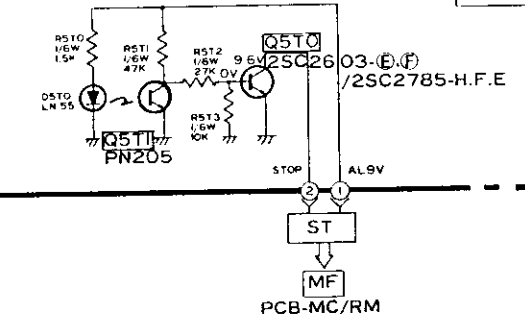 R5T0
1/6W
1.5K
R5T1
1/6W
47K
R5T2
1/6W
27K
0V
9.6V
Q5T0
2SC2603-Ⓔ.Ⓕ
/2SC2785-H.F.E
D5T0
LN55
Q5T1
PN205
R5T3
1/6W
10K
STOP
AL9V
2
1
ST
MF
PCB-MC/RM